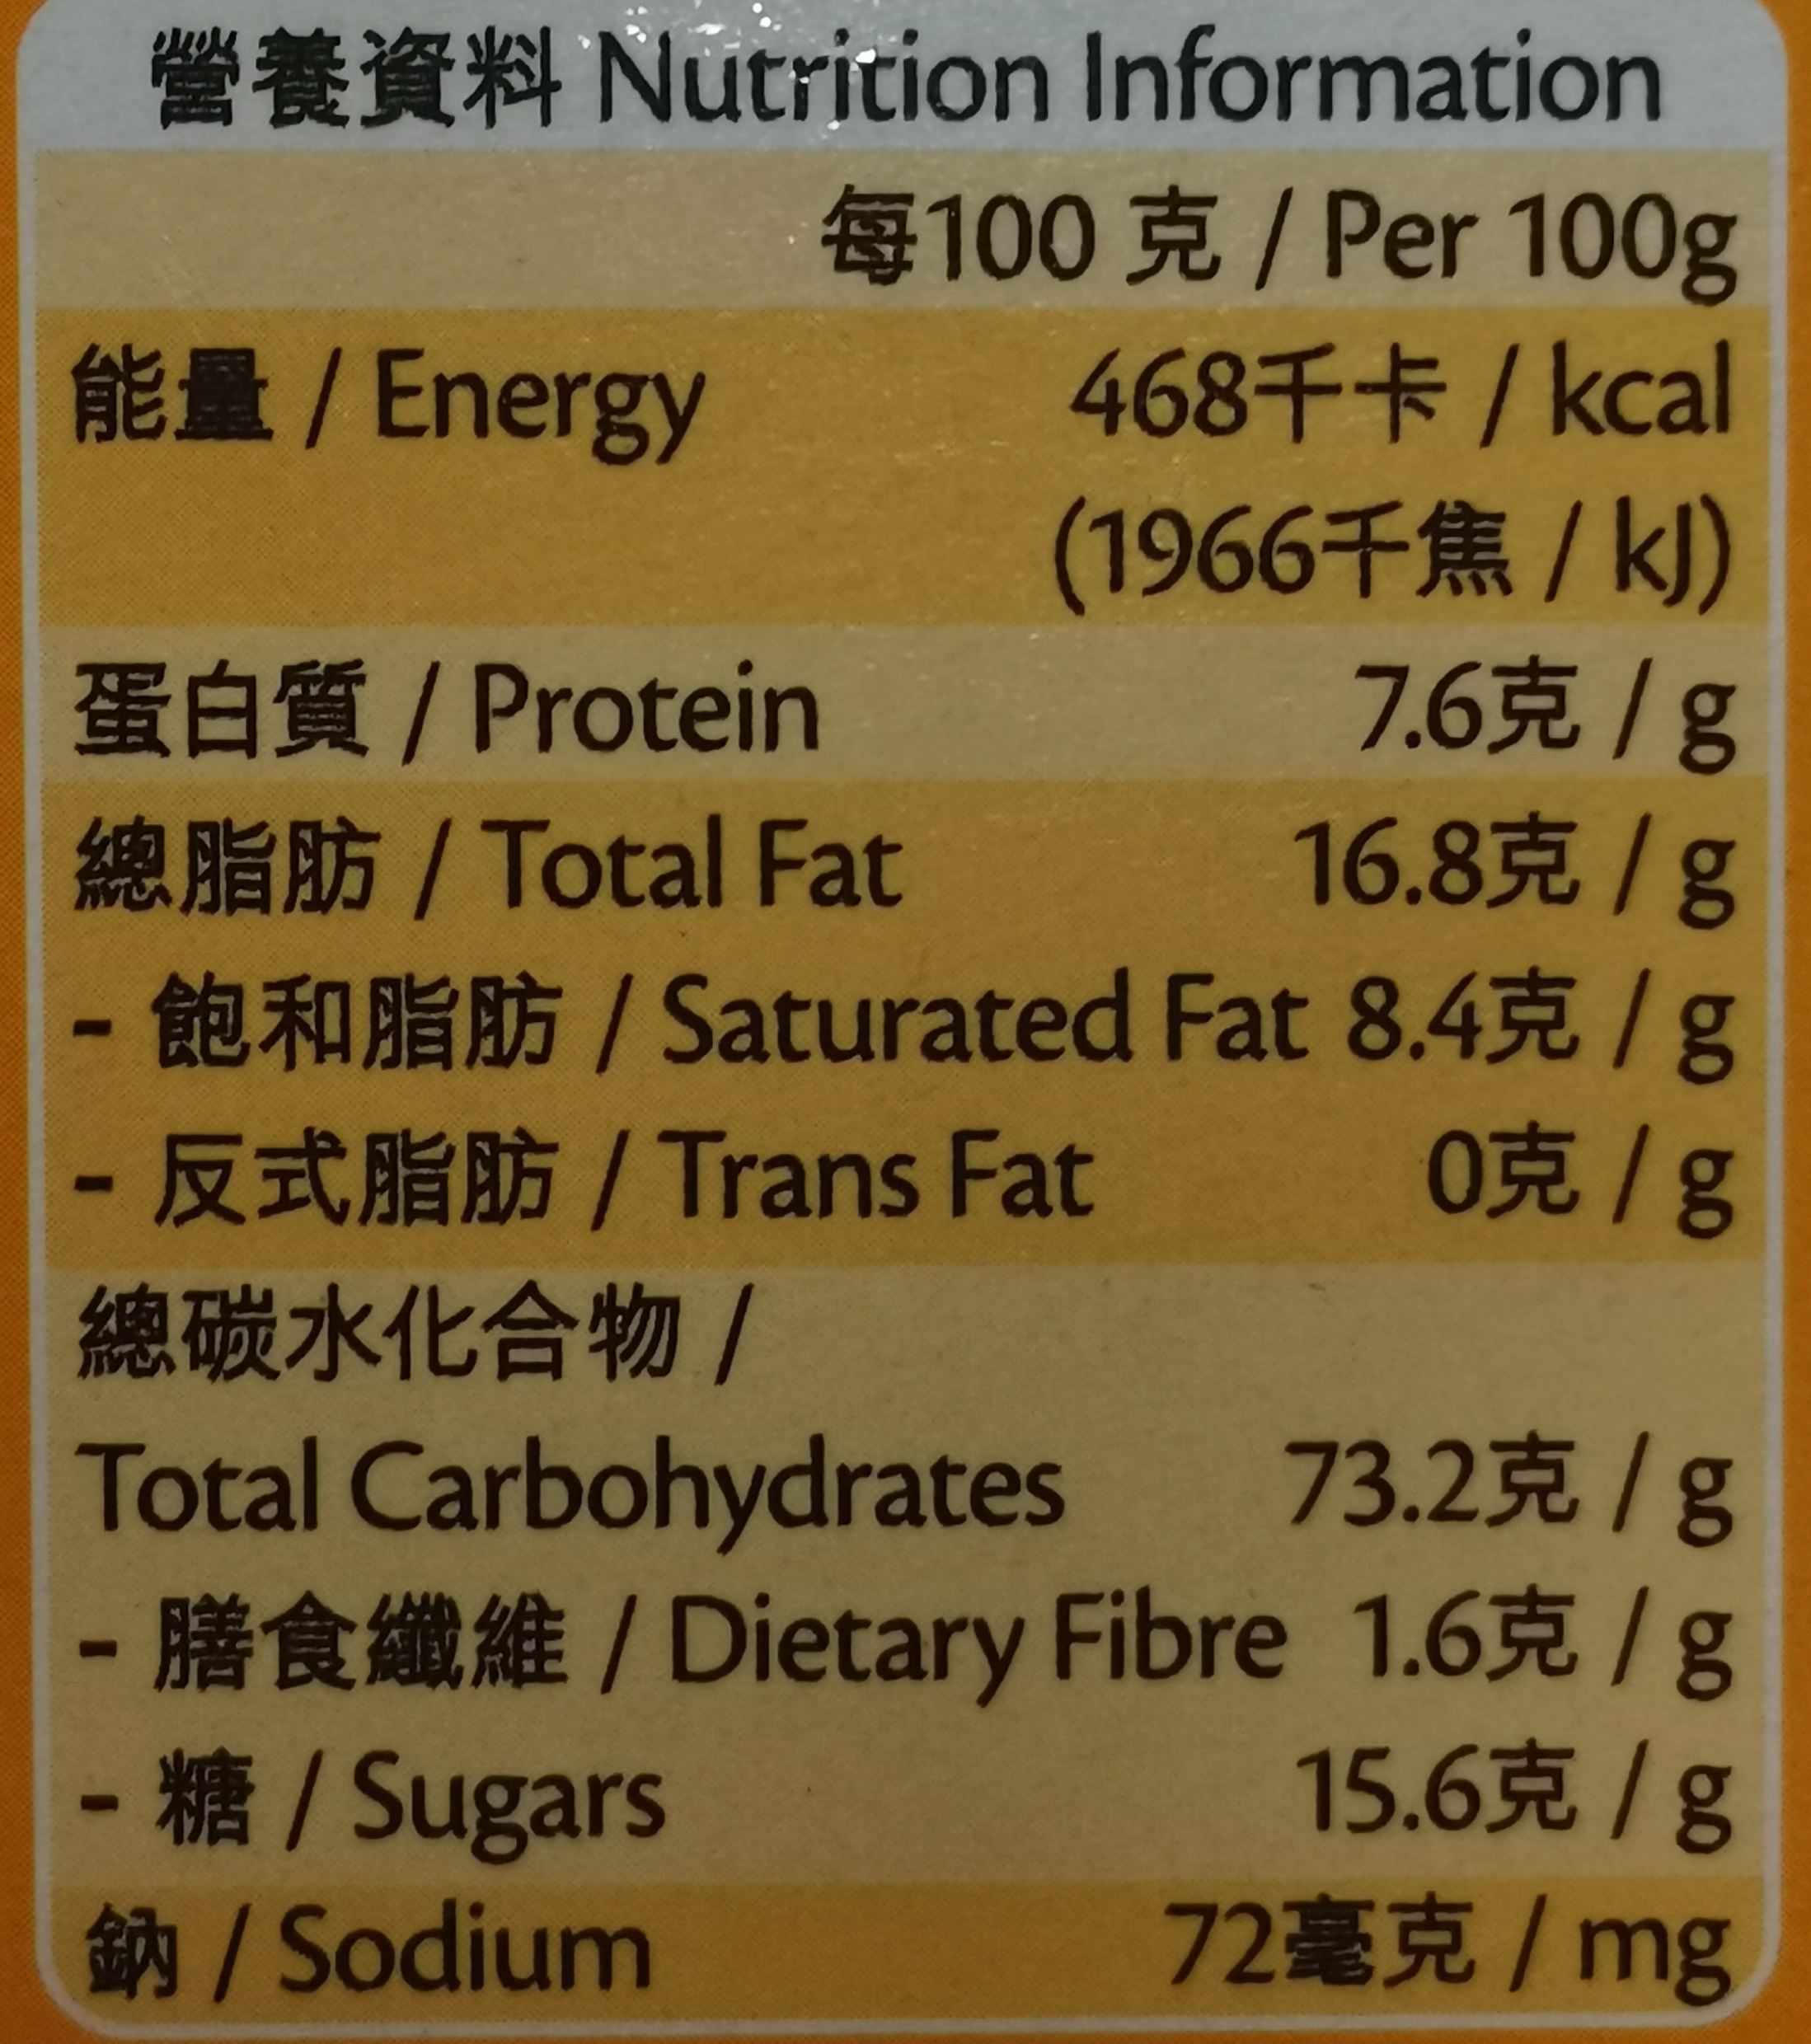 營養資料 Nutrition Information
每100 克 / Per 100g
能量 / Energy 468千卡 / kcal
(1966千焦 / kJ)
蛋白質 / Protein 7.6克 / g
總脂肪 / Total Fat 16.8克 / g
- 飽和脂肪 / Saturated Fat 8.4克 / g
- 反式脂肪 / Trans Fat 0克 / g
總碳水化合物 /
Total Carbohydrates 73.2克 / g
- 膳食纖維 / Dietary Fibre 1.6克 / g
- 糖 / Sugars 15.6克 / g
鈉 / Sodium 72毫克 / mg